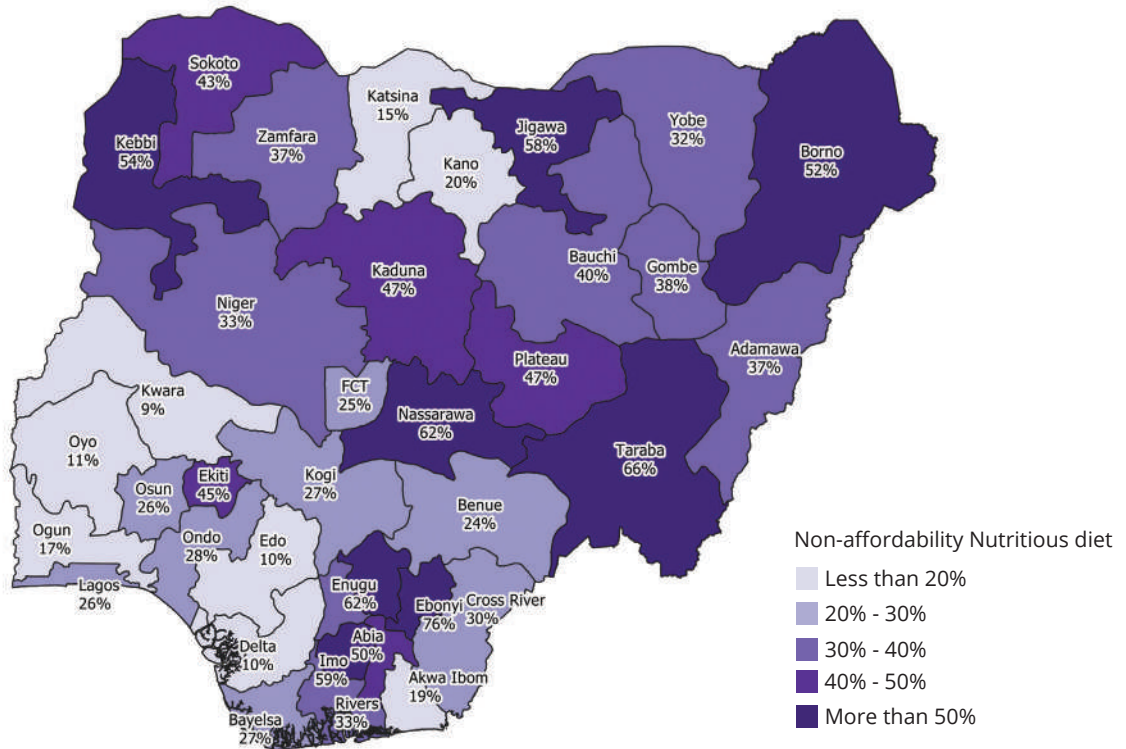 Sokoto
43%
Katsina
15%
Kebbi
54%
Zamfara
37%
Kano
20%
Jigawa
58%
Yobe
32%
Borno
52%
Kaduna
47%
Bauchi
40%
Gombe
38%
Niger
33%
Plateau
47%
Adamawa
37%
FCT
25%
Kwara
9%
Nassarawa
62%
Oyo
11%
Taraba
66%
Osun
26%
Ekiti
45%
Kogi
27%
Benue
24%
Ogun
17%
Ondo
28%
Edo
10%
Lagos
26%
Enugu
62%
Ebonyi
76%
Cross River
30%
Delta
10%
Abia
50%
Imo
59%
Akwa Ibom
19%
Rivers
33%
Bayelsa
27%
Non-affordability Nutritious diet
Less than 20%
20% - 30%
30% - 40%
40% - 50%
More than 50%